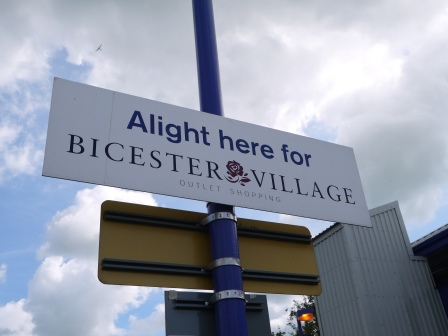 Alight here for
BICESTER VILLAGE
OUTLET SHOPPING